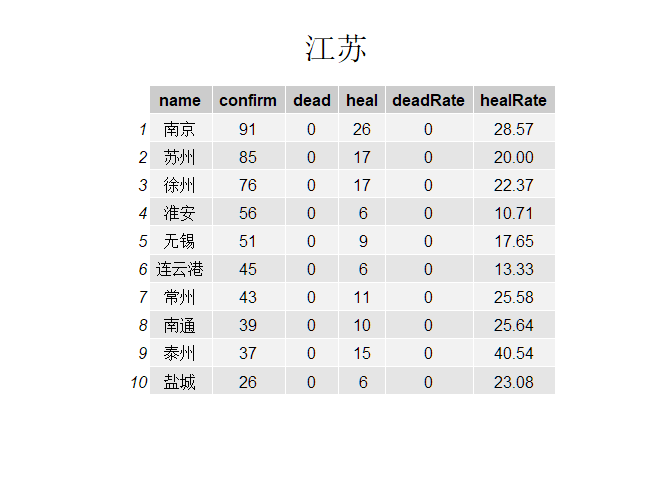 江苏
name confirm dead heal deadRate healRate
1 南京 91 0 26 0 28.57
2 苏州 85 0 17 0 20.00
3 徐州 76 0 17 0 22.37
4 淮安 56 0 6 0 10.71
5 无锡 51 0 9 0 17.65
6 连云港 45 0 6 0 13.33
7 常州 43 0 11 0 25.58
8 南通 39 0 10 0 25.64
9 泰州 37 0 15 0 40.54
10 盐城 26 0 6 0 23.08